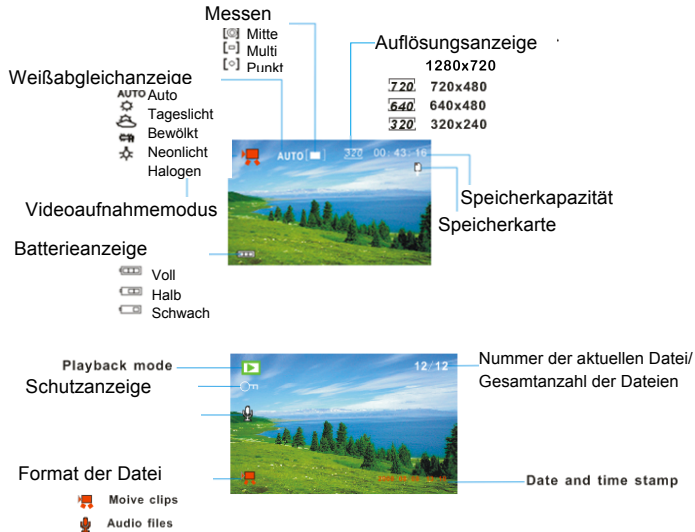 Messen
Mitte
Multi
Punkt
Auflösungsanzeige
1280x720
720 720x480
640 640x480
320 320x240
Weißabgleichanzeige
AUTO Auto
Tageslicht
Bewölkt
Neonlicht
Halogen
AUTO 320 00:43:16
Videoaufnahmemodus
Speicherkapazität
Speicherkarte
Batterieanzeige
Voll
Halb
Schwach
Playback mode
12/12
Nummer der aktuellen Datei/
Gesamtanzahl der Dateien
Schutzanzeige
Format der Datei
Date and time stamp
Moive clips
Audio files